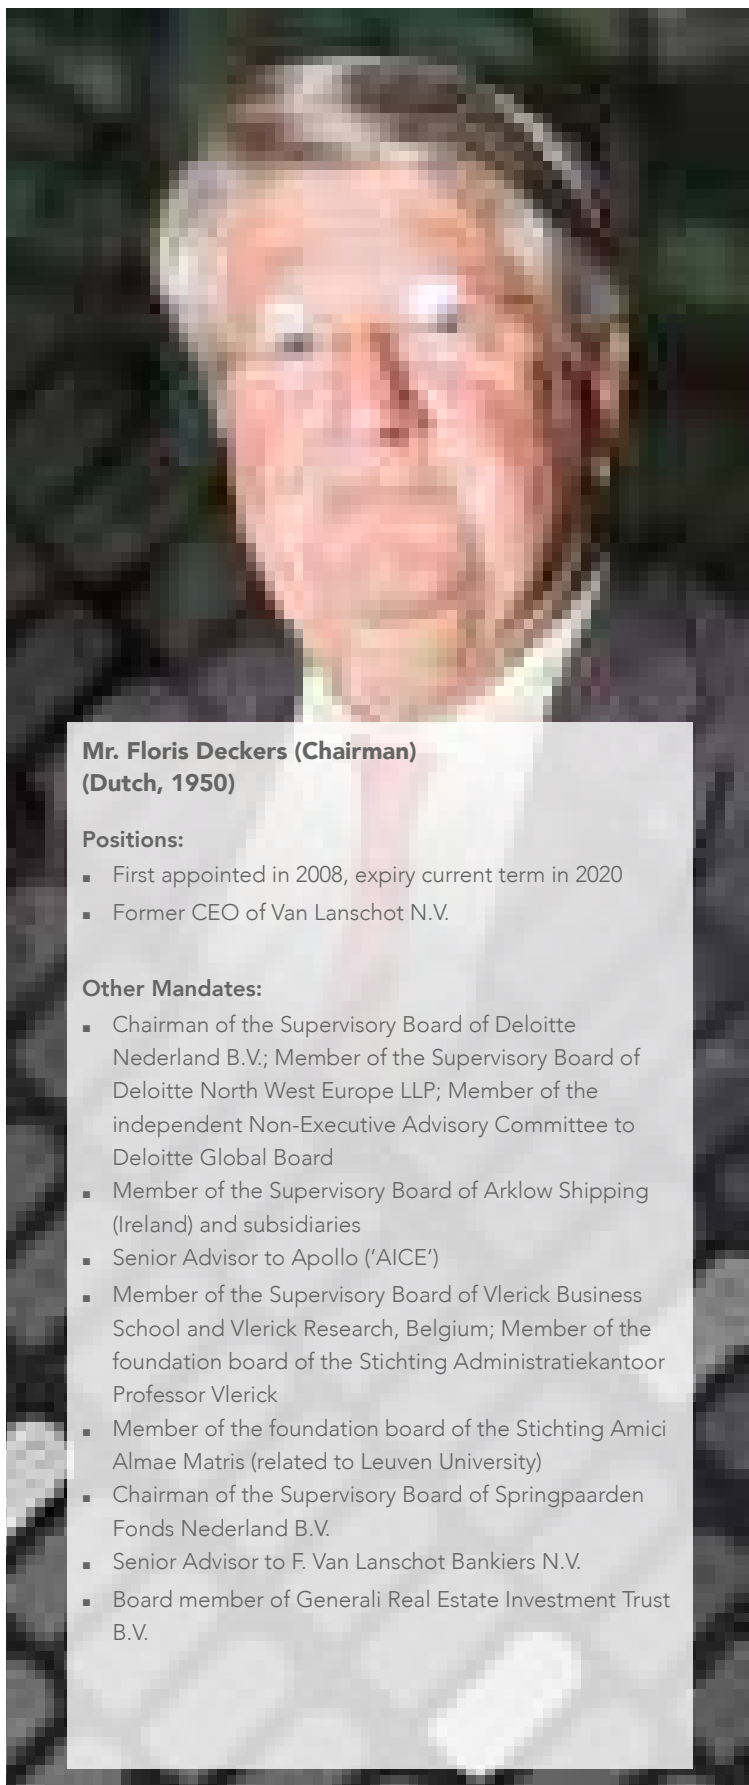 Mr. Floris Deckers (Chairman)
(Dutch, 1950)
Positions:
▪ First appointed in 2008, expiry current term in 2020
▪ Former CEO of Van Lanschot N.V.
Other Mandates:
▪ Chairman of the Supervisory Board of Deloitte
Nederland B.V.; Member of the Supervisory Board of
Deloitte North West Europe LLP; Member of the
independent Non-Executive Advisory Committee to
Deloitte Global Board
▪ Member of the Supervisory Board of Arklow Shipping
(Ireland) and subsidiaries
▪ Senior Advisor to Apollo (’AICE’)
▪ Member of the Supervisory Board of Vlerick Business
School and Vlerick Research, Belgium; Member of the
foundation board of the Stichting Administratiekantoor
Professor Vlerick
▪ Member of the foundation board of the Stichting Amici
Almae Matris (related to Leuven University)
▪ Chairman of the Supervisory Board of Springpaarden
Fonds Nederland B.V.
▪ Senior Advisor to F. Van Lanschot Bankiers N.V.
▪ Board member of Generali Real Estate Investment Trust
B.V.